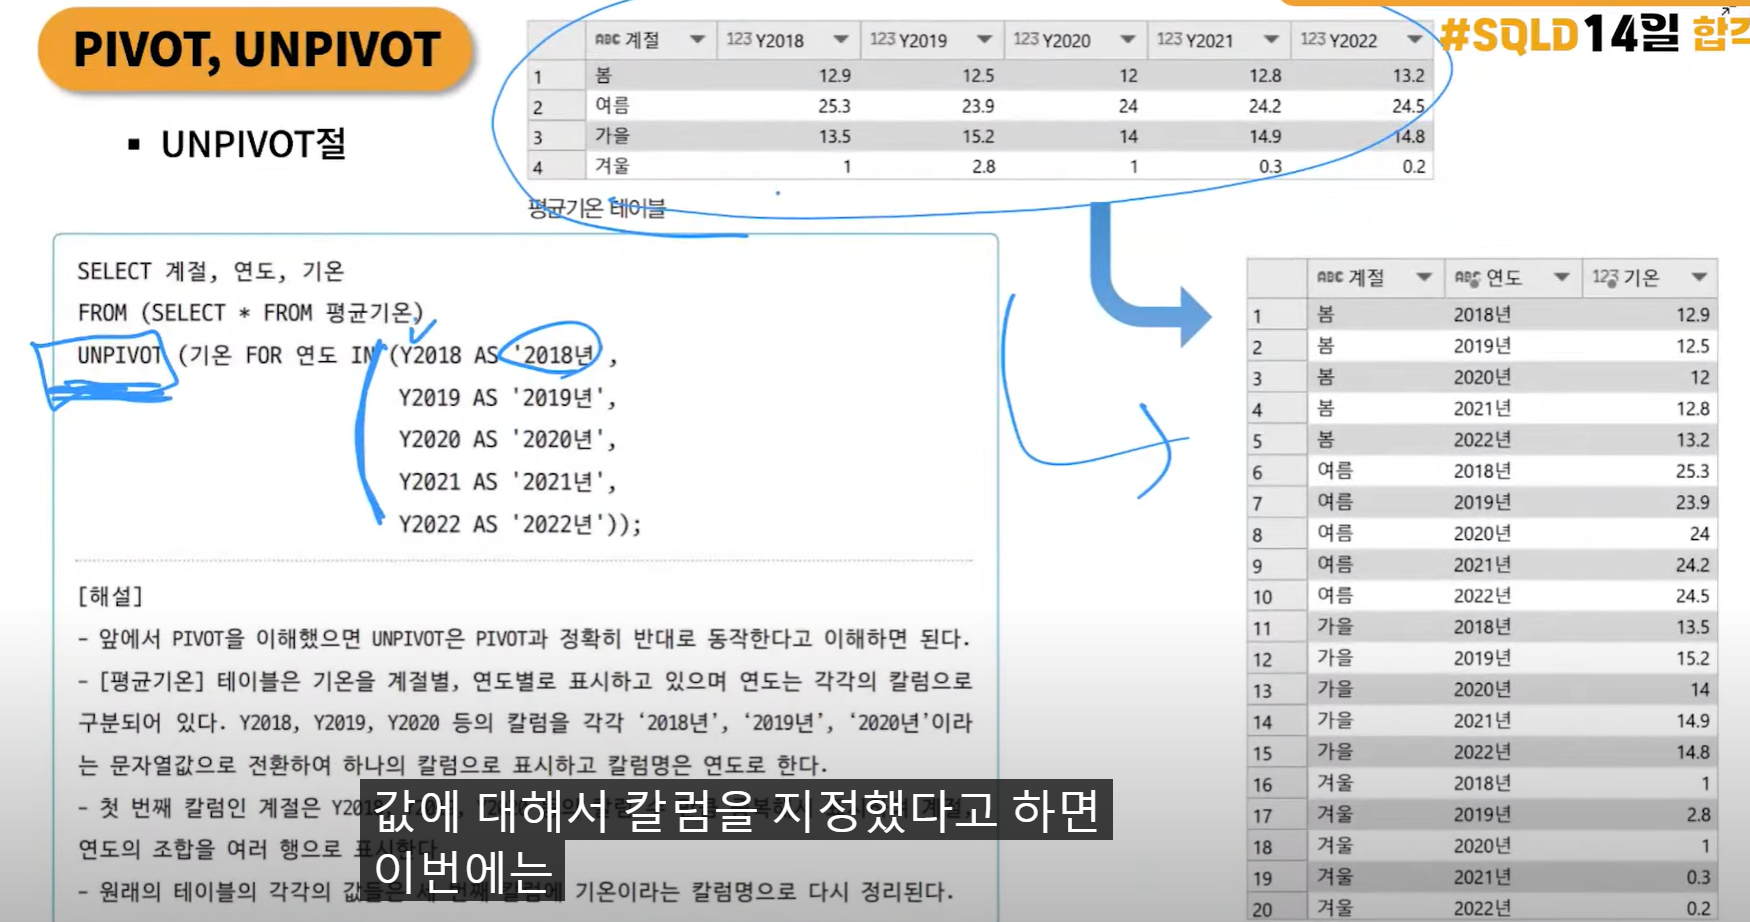 PIVOT, UNPIVOT
▪ UNPIVOT절
#SQLD 14일 합격
ABC 계절 123 Y2018 123 Y2019 123 Y2020 123 Y2021 123 Y2022
1 봄 12.9 12.5 12 12.8 13.2
2 여름 25.3 23.9 24 24.2 24.5
3 가을 13.5 15.2 14 14.9 14.8
4 겨울 1 2.8 1 0.3 0.2
평균기온 테이블
SELECT 계절, 연도, 기온
FROM (SELECT * FROM 평균기온)
UNPIVOT (기온 FOR 연도 IN (Y2018 AS '2018년',
Y2019 AS '2019년',
Y2020 AS '2020년',
Y2021 AS '2021년',
Y2022 AS '2022년'));
[해설]
- 앞에서 PIVOT을 이해했으면 UNPIVOT은 PIVOT과 정확히 반대로 동작한다고 이해하면 된다.
- [평균기온] 테이블은 기온을 계절별, 연도별로 표시하고 있으며 연도는 각각의 칼럼으로
구분되어 있다. Y2018, Y2019, Y2020 등의 칼럼을 각각 ‘2018년’, ‘2019년’, ‘2020년’이라
는 문자열값으로 전환하여 하나의 칼럼으로 표시하고 칼럼명은 연도로 한다.
- 첫 번째 칼럼인 계절은
연도의 조합을 여러 행으로 표시한다
- 원래의 테이블의 각각의 값들은 세 번째 칼럼에 기온이라는 칼럼명으로 다시 정리된다.
값에 대해서 칼럼을 지정했다고 하면
이번에는
ABC 계절 ABC 연도 123 기온
1 봄 2018년 12.9
2 봄 2019년 12.5
3 봄 2020년 12
4 봄 2021년 12.8
5 봄 2022년 13.2
6 여름 2018년 25.3
7 여름 2019년 23.9
8 여름 2020년 24
9 여름 2021년 24.2
10 여름 2022년 24.5
11 가을 2018년 13.5
12 가을 2019년 15.2
13 가을 2020년 14
14 가을 2021년 14.9
15 가을 2022년 14.8
16 겨울 2018년 1
17 겨울 2019년 2.8
18 겨울 2020년 1
19 겨울 2021년 0.3
20 겨울 2022년 0.2